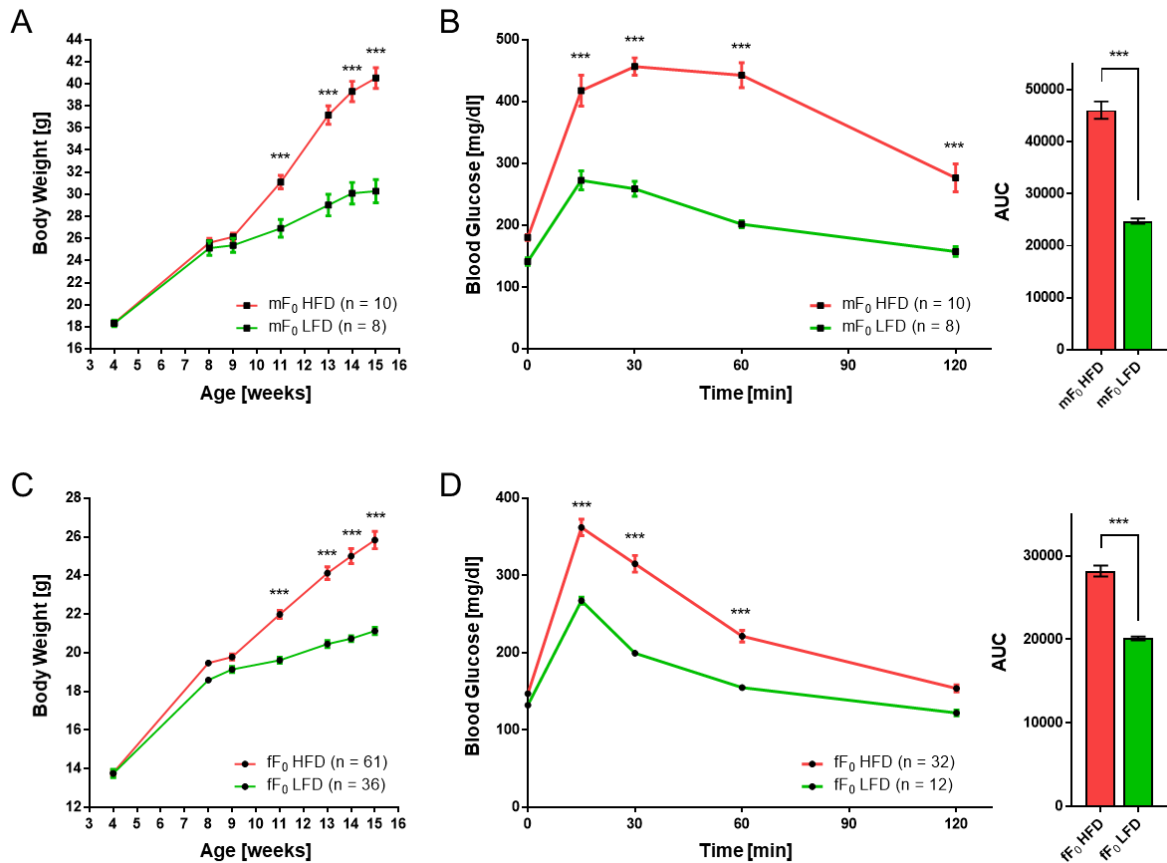 A
Body Weight [g]
44
42
40
38
36
34
32
30
28
26
24
22
20
18
16
***
***
***
***
mF₀ HFD (n = 10)
mF₀ LFD (n = 8)
3 4 5 6 7 8 9 10 11 12 13 14 15 16
Age [weeks]
B
Blood Glucose [mg/dl]
500
400
300
200
100
0
***
***
***
***
mF₀ HFD (n = 10)
mF₀ LFD (n = 8)
0 30 60 90 120
Time [min]
***
AUC
50000
40000
30000
20000
10000
0
mF₀ HFD
mF₀ LFD
C
Body Weight [g]
28
26
24
22
20
18
16
14
12
***
***
***
***
fF₀ HFD (n = 61)
fF₀ LFD (n = 36)
3 4 5 6 7 8 9 10 11 12 13 14 15 16
Age [weeks]
D
Blood Glucose [mg/dl]
400
300
200
100
0
***
***
***
fF₀ HFD (n = 32)
fF₀ LFD (n = 12)
0 30 60 90 120
Time [min]
***
AUC
30000
20000
10000
0
fF₀ HFD
fF₀ LFD